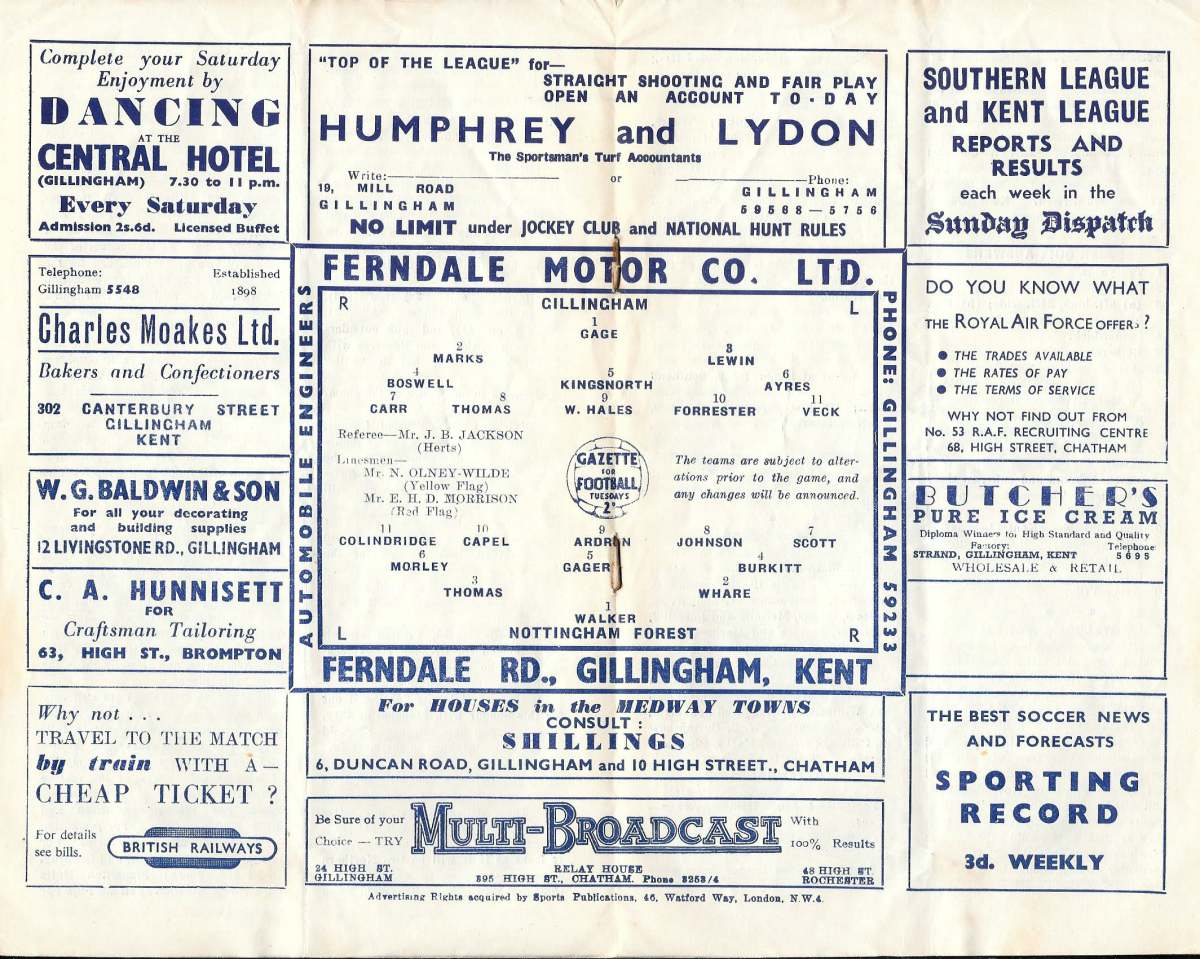 Complete your Saturday
Enjoyment by
DANCING
AT THE
CENTRAL HOTEL
(GILLINGHAM) 7.30 to 11 p.m.
Every Saturday
Admission 2s.6d. Licensed Buffet
Telephone: Established
Gillingham 5548 1898
Charles Moakes Ltd.
Bakers and Confectioners
302 CANTERBURY STREET
GILLINGHAM
KENT
W. G. BALDWIN & SON
For all your decorating
and building supplies
12 LIVINGSTONE RD., GILLINGHAM
C. A. HUNNISETT
FOR
Craftsman Tailoring
63, HIGH ST., BROMPTON
Why not . . .
TRAVEL TO THE MATCH
by train WITH A —
CHEAP TICKET ?
For details
see bills.
BRITISH RAILWAYS
"TOP OF THE LEAGUE" for—
STRAIGHT SHOOTING AND FAIR PLAY
OPEN AN ACCOUNT TO-DAY
HUMPHREY and LYDON
The Sportsman's Turf Accountants
Write: or Phone:
19, MILL ROAD GILLINGHAM
GILLINGHAM 59568—5756
NO LIMIT under JOCKEY CLUB and NATIONAL HUNT RULES
FERNDALE MOTOR CO. LTD.
AUTOMOBILE ENGINEERS
PHONE: GILLINGHAM 59233
R GILLINGHAM L
1
GAGE
2 3
MARKS LEWIN
4 5 6
BOSWELL KINGSNORTH AYRES
7 8 9 10 11
CARR THOMAS W. HALES FORRESTER VECK
Referee—Mr. J. B. JACKSON
(Herts)
Linesmen—
Mr. N. OLNEY-WILDE
(Yellow Flag)
Mr. E. H. D. MORRISON
(Red Flag)
GAZETTE
FOR
FOOTBALL
TUESDAYS
2D
The teams are subject to alter-
ations prior to the game, and
any changes will be announced.
11 10 9 8 7
COLINDRIDGE CAPEL ARDRON JOHNSON SCOTT
6 5 4
MORLEY GAGER BURKITT
3 2
THOMAS WHARE
1
WALKER
L NOTTINGHAM FOREST R
FERNDALE RD., GILLINGHAM, KENT
For HOUSES in the MEDWAY TOWNS
CONSULT :
SHILLINGS
6, DUNCAN ROAD, GILLINGHAM and 10 HIGH STREET., CHATHAM
Be Sure of your
Choice — TRY
MULTI-BROADCAST
With
100% Results
24 HIGH ST.
GILLINGHAM
RELAY HOUSE
395 HIGH ST., CHATHAM. Phone 3253/4
48 HIGH ST
ROCHESTER
Advertising Rights acquired by Sports Publications, 46, Watford Way, London, N.W.4.
SOUTHERN LEAGUE
and KENT LEAGUE
REPORTS AND
RESULTS
each week in the
Sunday Dispatch
DO YOU KNOW WHAT
THE ROYAL AIR FORCE OFFERS ?
● THE TRADES AVAILABLE
● THE RATES OF PAY
● THE TERMS OF SERVICE
WHY NOT FIND OUT FROM
No. 53 R.A.F. RECRUITING CENTRE
68, HIGH STREET, CHATHAM
BUTCHER'S
PURE ICE CREAM
Diploma Winners for High Standard and Quality
Factory: Telephone
STRAND, GILLINGHAM, KENT 5695
WHOLESALE & RETAIL
THE BEST SOCCER NEWS
AND FORECASTS
SPORTING
RECORD
3d. WEEKLY